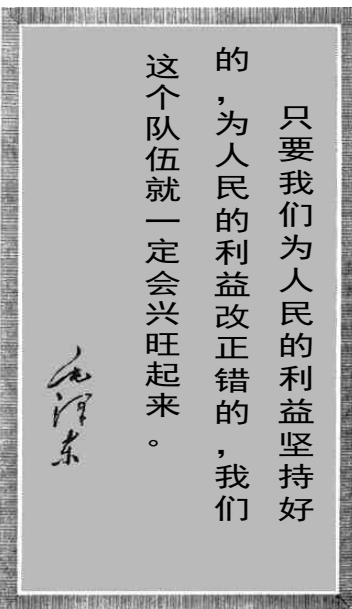 只要我们为人民的利益坚持好
的，为人民的利益改正错的，我们
这个队伍就一定会兴旺起来。
毛泽东